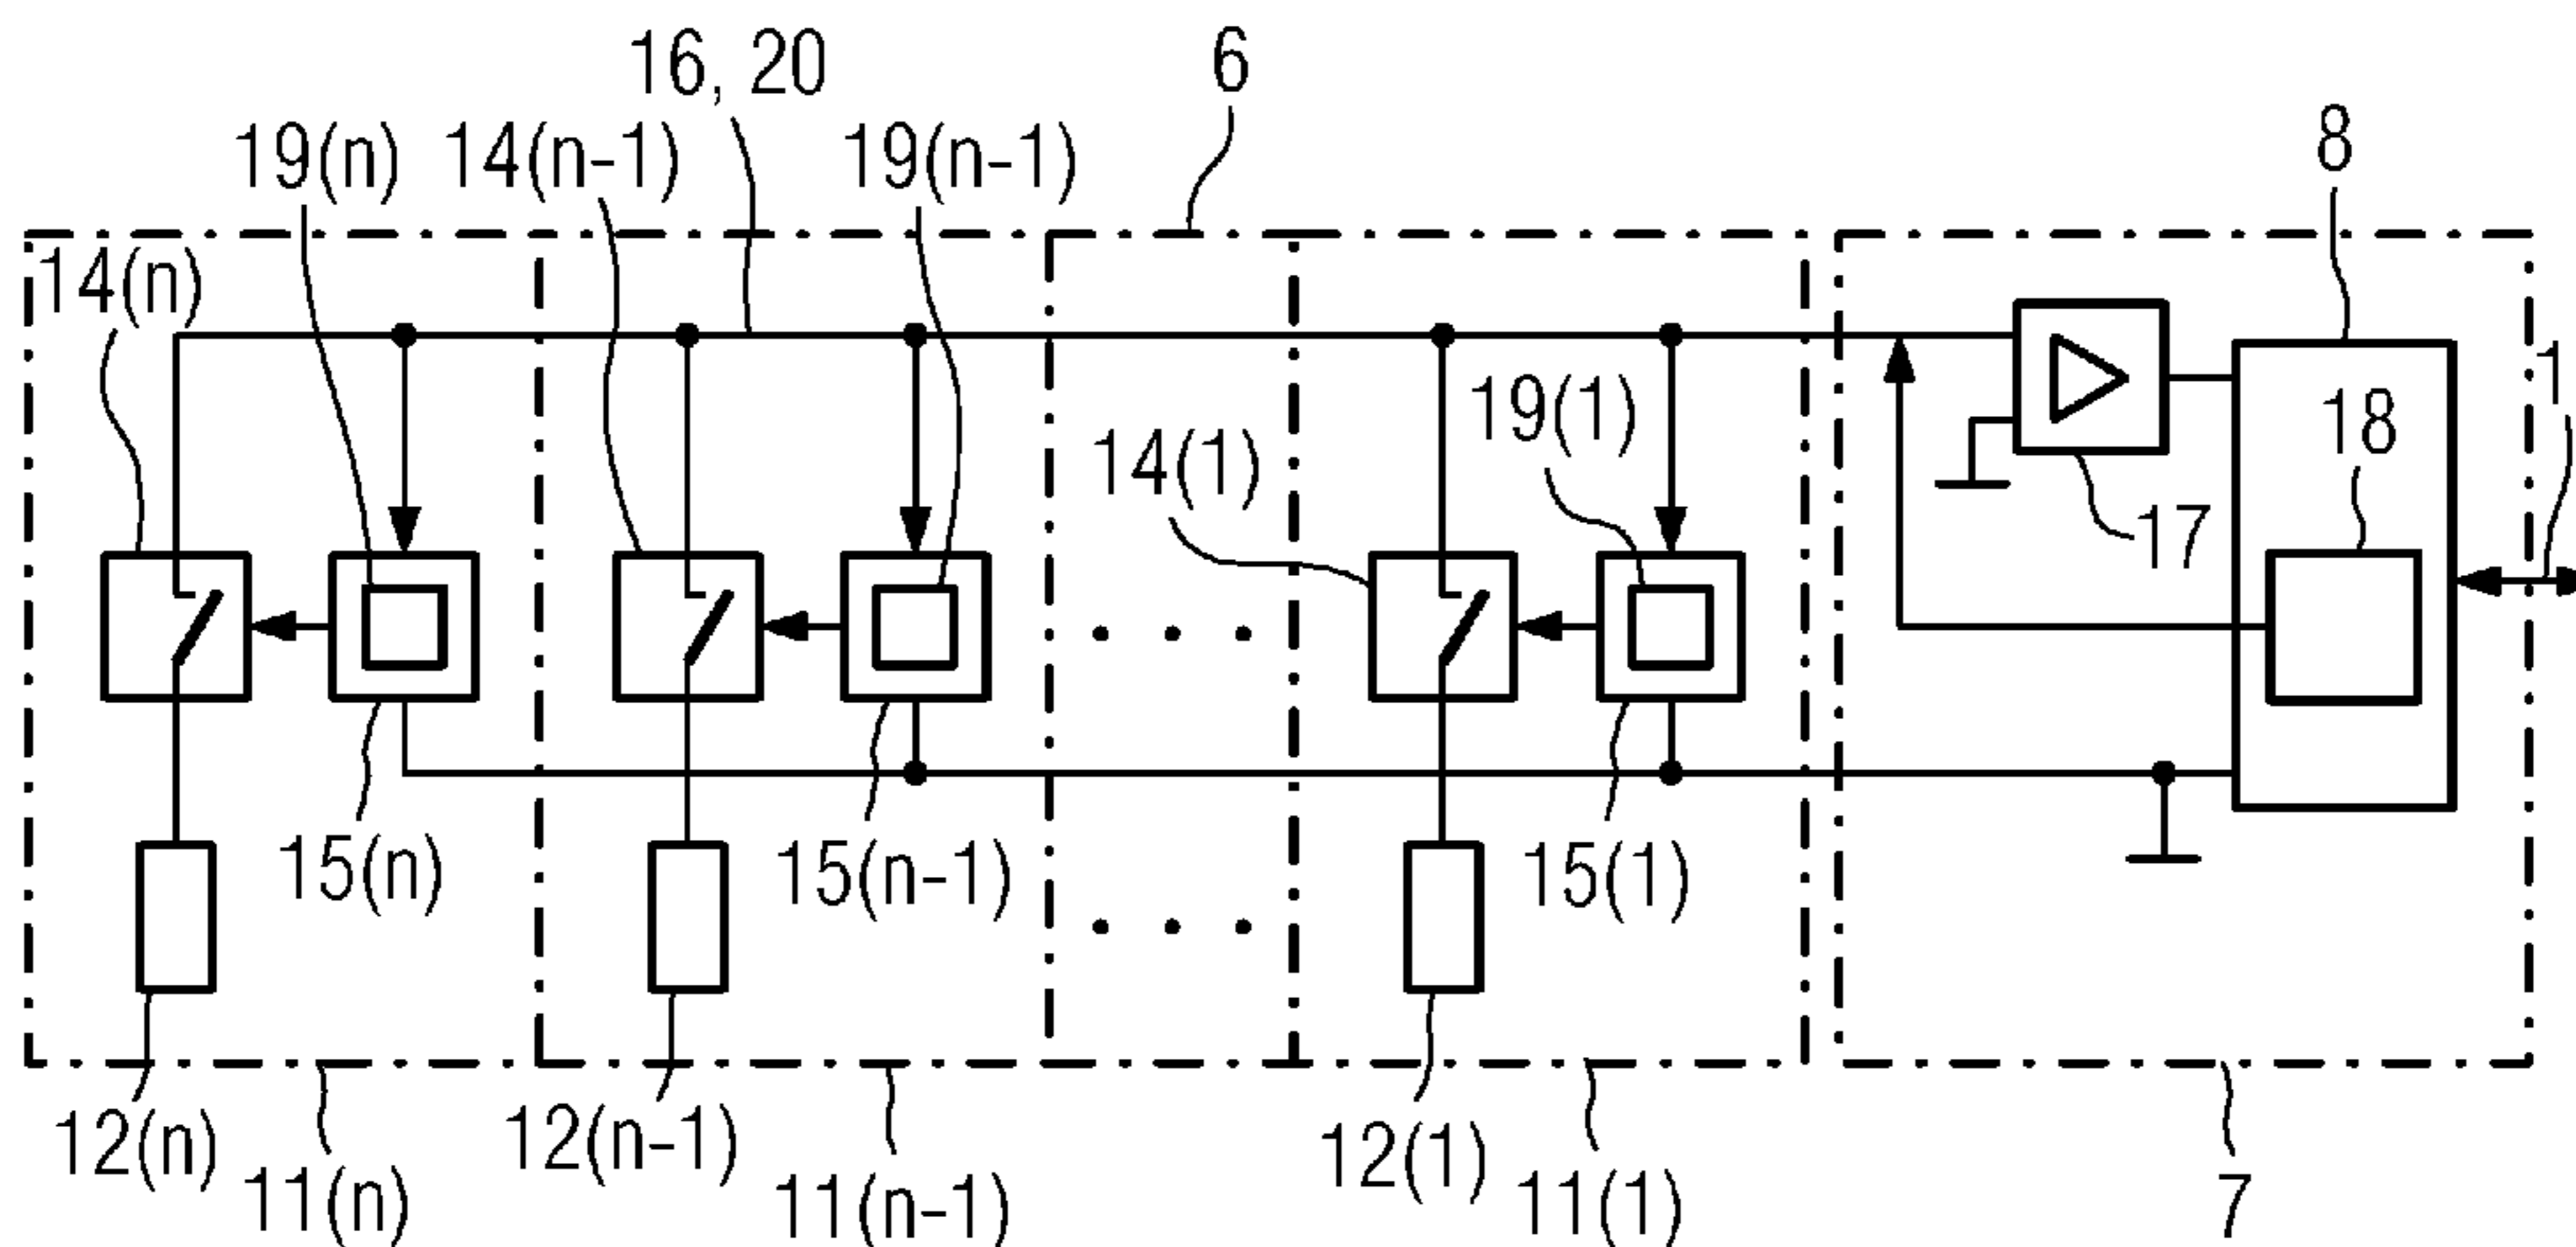 16, 20
6
19(n)
14(n-1)
19(n-1)
8
14(n)
1
18
19(1)
14(1)
17
15(n)
15(n-1)
15(1)
12(n)
12(n-1)
12(1)
11(n)
11(n-1)
11(1)
7